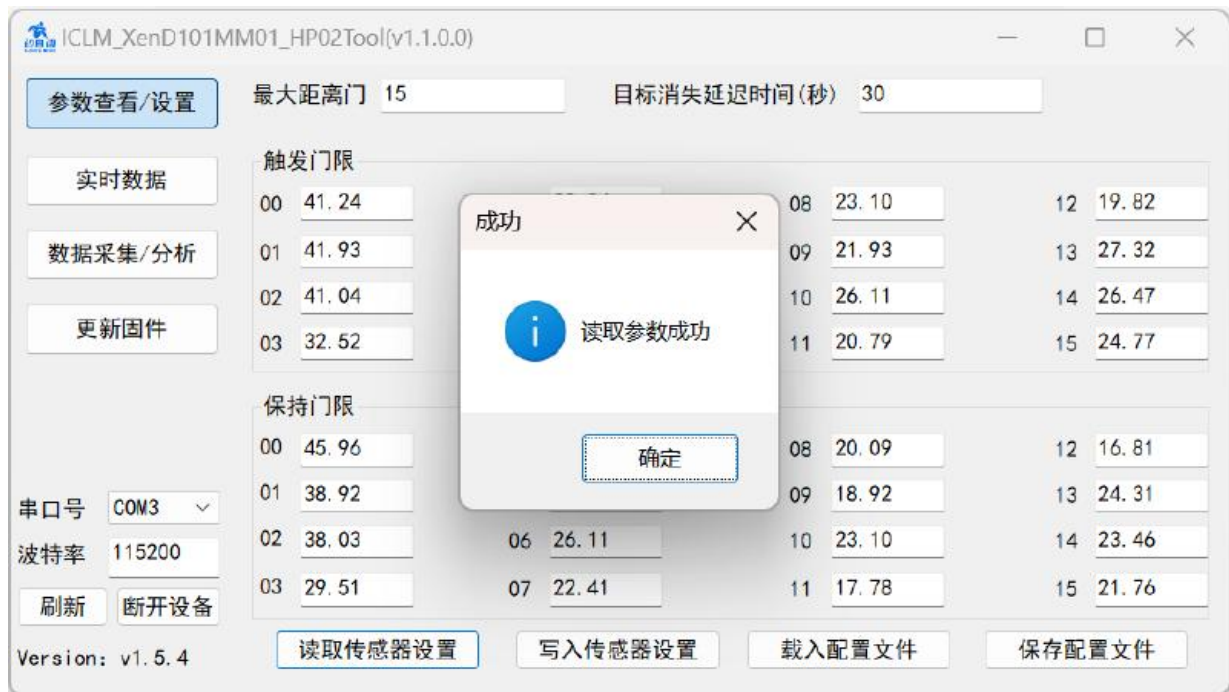 ICLM_XenD101MM01_HP02Tool(v1.1.0.0)
参数查看/设置
最大距离门 15 目标消失延迟时间(秒) 30
实时数据
数据采集/分析
更新固件
触发门限
00 41.24 08 23.10 12 19.82
01 41.93 09 21.93 13 27.32
02 41.04 10 26.11 14 26.47
03 32.52 11 20.79 15 24.77
成功
读取参数成功
确定
保持门限
00 45.96 08 20.09 12 16.81
01 38.92 09 18.92 13 24.31
02 38.03 06 26.11 10 23.10 14 23.46
03 29.51 07 22.41 11 17.78 15 21.76
串口号 COM3
波特率 115200
刷新 断开设备
Version: v1.5.4
读取传感器设置 写入传感器设置 载入配置文件 保存配置文件